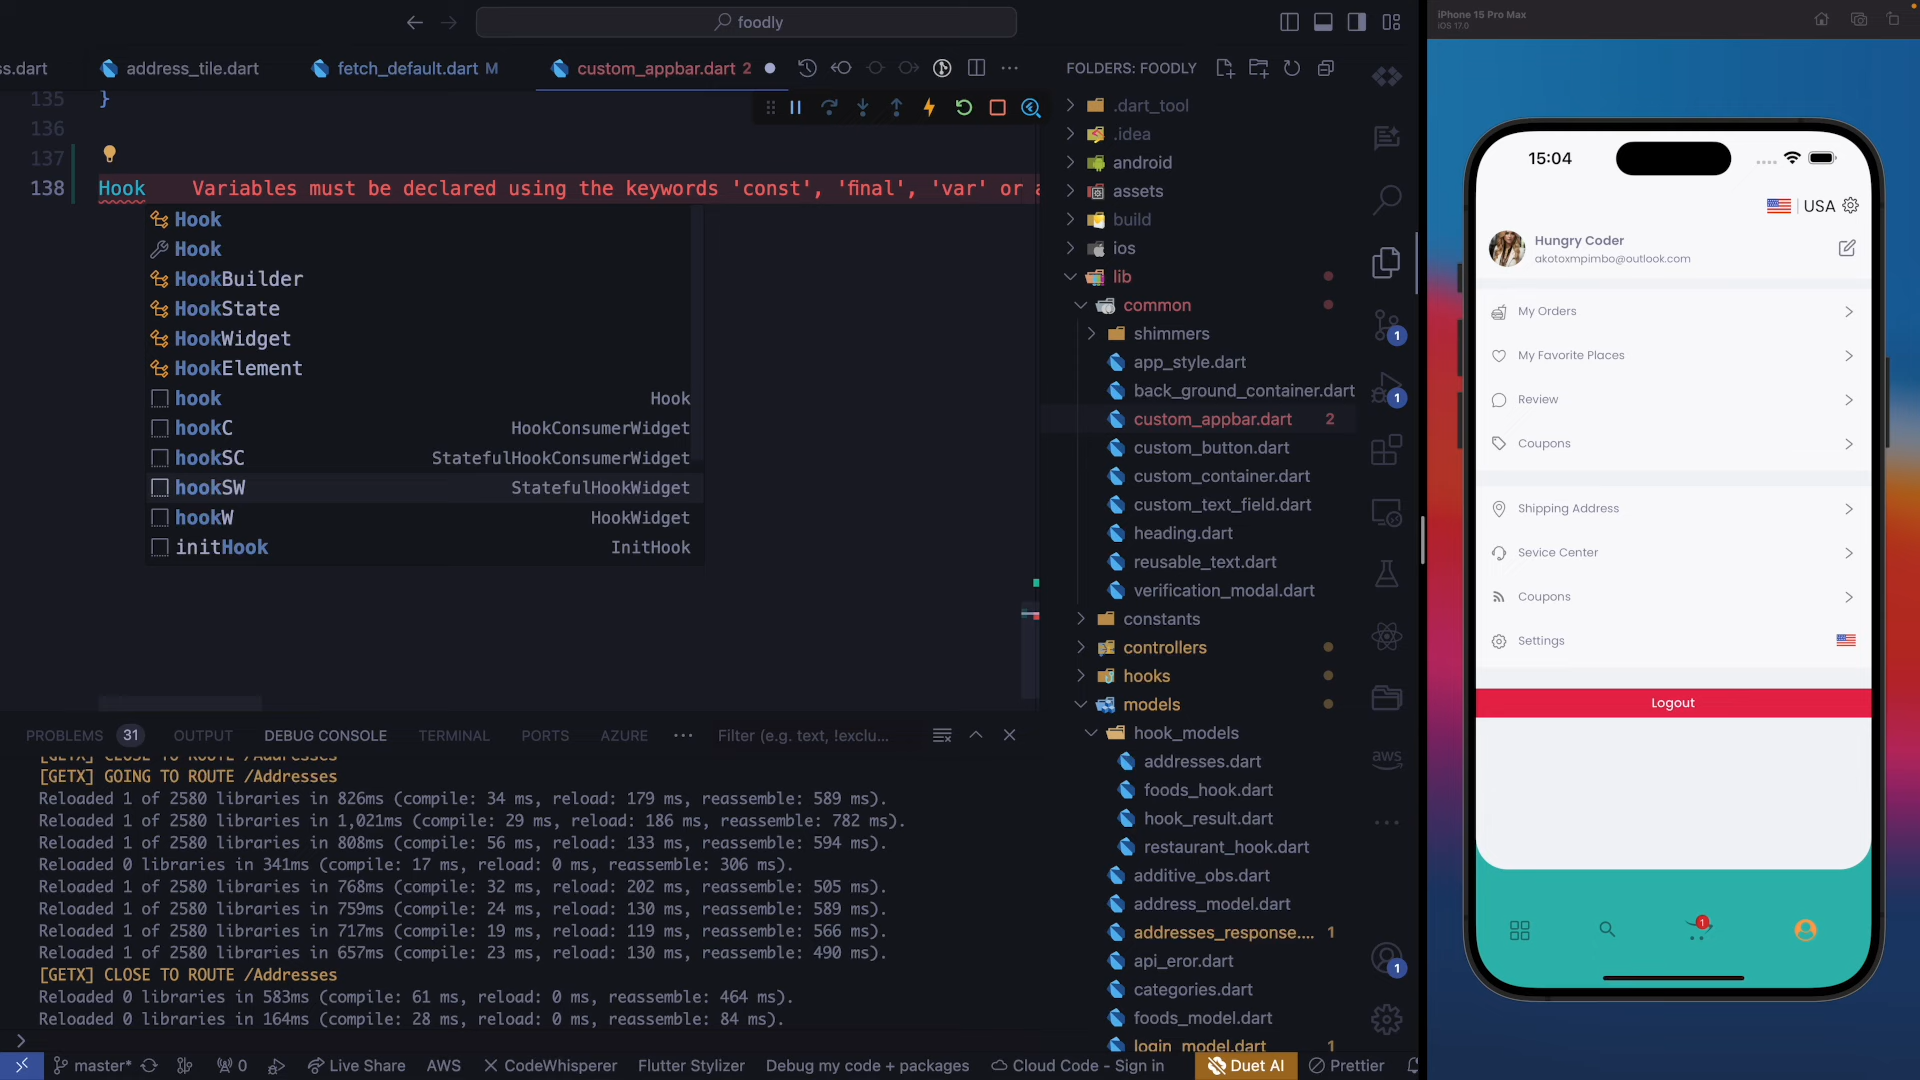 foodly
ss.dart
address_tile.dart
fetch_default.dart M
custom_appbar.dart 2
135 }
136
137
138 Hook Variables must be declared using the keywords 'const', 'final', 'var' or
Hook
Hook
HookBuilder
HookState
HookWidget
HookElement
hook Hook
hookC HookConsumerWidget
hookSC StatefulHookConsumerWidget
hookSW StatefulHookWidget
hookW HookWidget
initHook InitHook
PROBLEMS 31 OUTPUT DEBUG CONSOLE TERMINAL PORTS AZURE ··· Filter (e.g. text, !exclu...
[GETX] CLOSE TO ROUTE /Addresses
[GETX] GOING TO ROUTE /Addresses
Reloaded 1 of 2580 libraries in 826ms (compile: 34 ms, reload: 179 ms, reassemble: 589 ms).
Reloaded 1 of 2580 libraries in 1,021ms (compile: 29 ms, reload: 186 ms, reassemble: 782 ms).
Reloaded 1 of 2580 libraries in 808ms (compile: 56 ms, reload: 133 ms, reassemble: 594 ms).
Reloaded 0 libraries in 341ms (compile: 17 ms, reload: 0 ms, reassemble: 306 ms).
Reloaded 1 of 2580 libraries in 768ms (compile: 32 ms, reload: 202 ms, reassemble: 505 ms).
Reloaded 1 of 2580 libraries in 759ms (compile: 24 ms, reload: 130 ms, reassemble: 589 ms).
Reloaded 1 of 2580 libraries in 717ms (compile: 19 ms, reload: 119 ms, reassemble: 566 ms).
Reloaded 1 of 2580 libraries in 657ms (compile: 23 ms, reload: 130 ms, reassemble: 490 ms).
[GETX] CLOSE TO ROUTE /Addresses
Reloaded 0 libraries in 583ms (compile: 61 ms, reload: 0 ms, reassemble: 464 ms).
Reloaded 0 libraries in 164ms (compile: 28 ms, reload: 0 ms, reassemble: 84 ms).
master* 0 Live Share AWS CodeWhisperer Flutter Stylizer Debug my code + packages Cloud Code - Sign in Duet AI Prettier
FOLDERS: FOODLY
.dart_tool
.idea
android
assets
build
ios
lib
common
shimmers
app_style.dart
back_ground_container.dart
custom_appbar.dart 2
custom_button.dart
custom_container.dart
custom_text_field.dart
heading.dart
reusable_text.dart
verification_modal.dart
constants
controllers
hooks
models
hook_models
addresses.dart
foods_hook.dart
hook_result.dart
restaurant_hook.dart
additive_obs.dart
address_model.dart
addresses_response.... 1
api_eror.dart
categories.dart
foods_model.dart
login_model.dart 1
1
1
aws
1
iPhone 15 Pro Max
iOS 17.0
15:04
USA
Hungry Coder
akotoxmpimbo@outlook.com
My Orders
My Favorite Places
Review
Coupons
Shipping Address
Sevice Center
Coupons
Settings
Logout
1